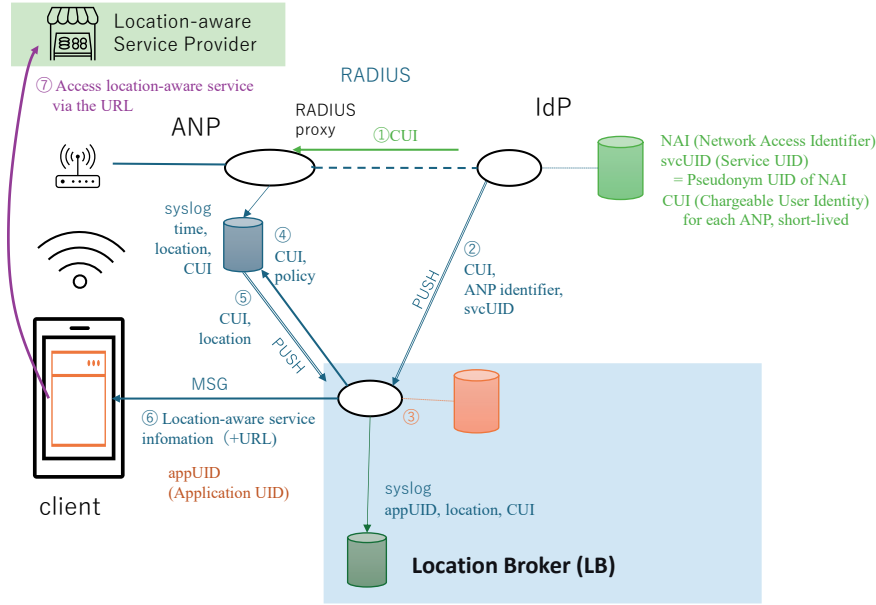 Location-aware
Service Provider
⑦ Access location-aware service
via the URL
RADIUS
ANP
RADIUS
proxy
IdP
①CUI
NAI (Network Access Identifier)
svcUID (Service UID)
= Pseudonym UID of NAI
CUI (Chargeable User Identity)
for each ANP, short-lived
syslog
time,
location,
CUI
④
CUI,
policy
②
CUI,
ANP identifier,
svcUID
PUSH
⑤
CUI,
location
PUSH
MSG
③
⑥ Location-aware service
infomation（+URL）
appUID
(Application UID)
client
syslog
appUID, location, CUI
Location Broker (LB)